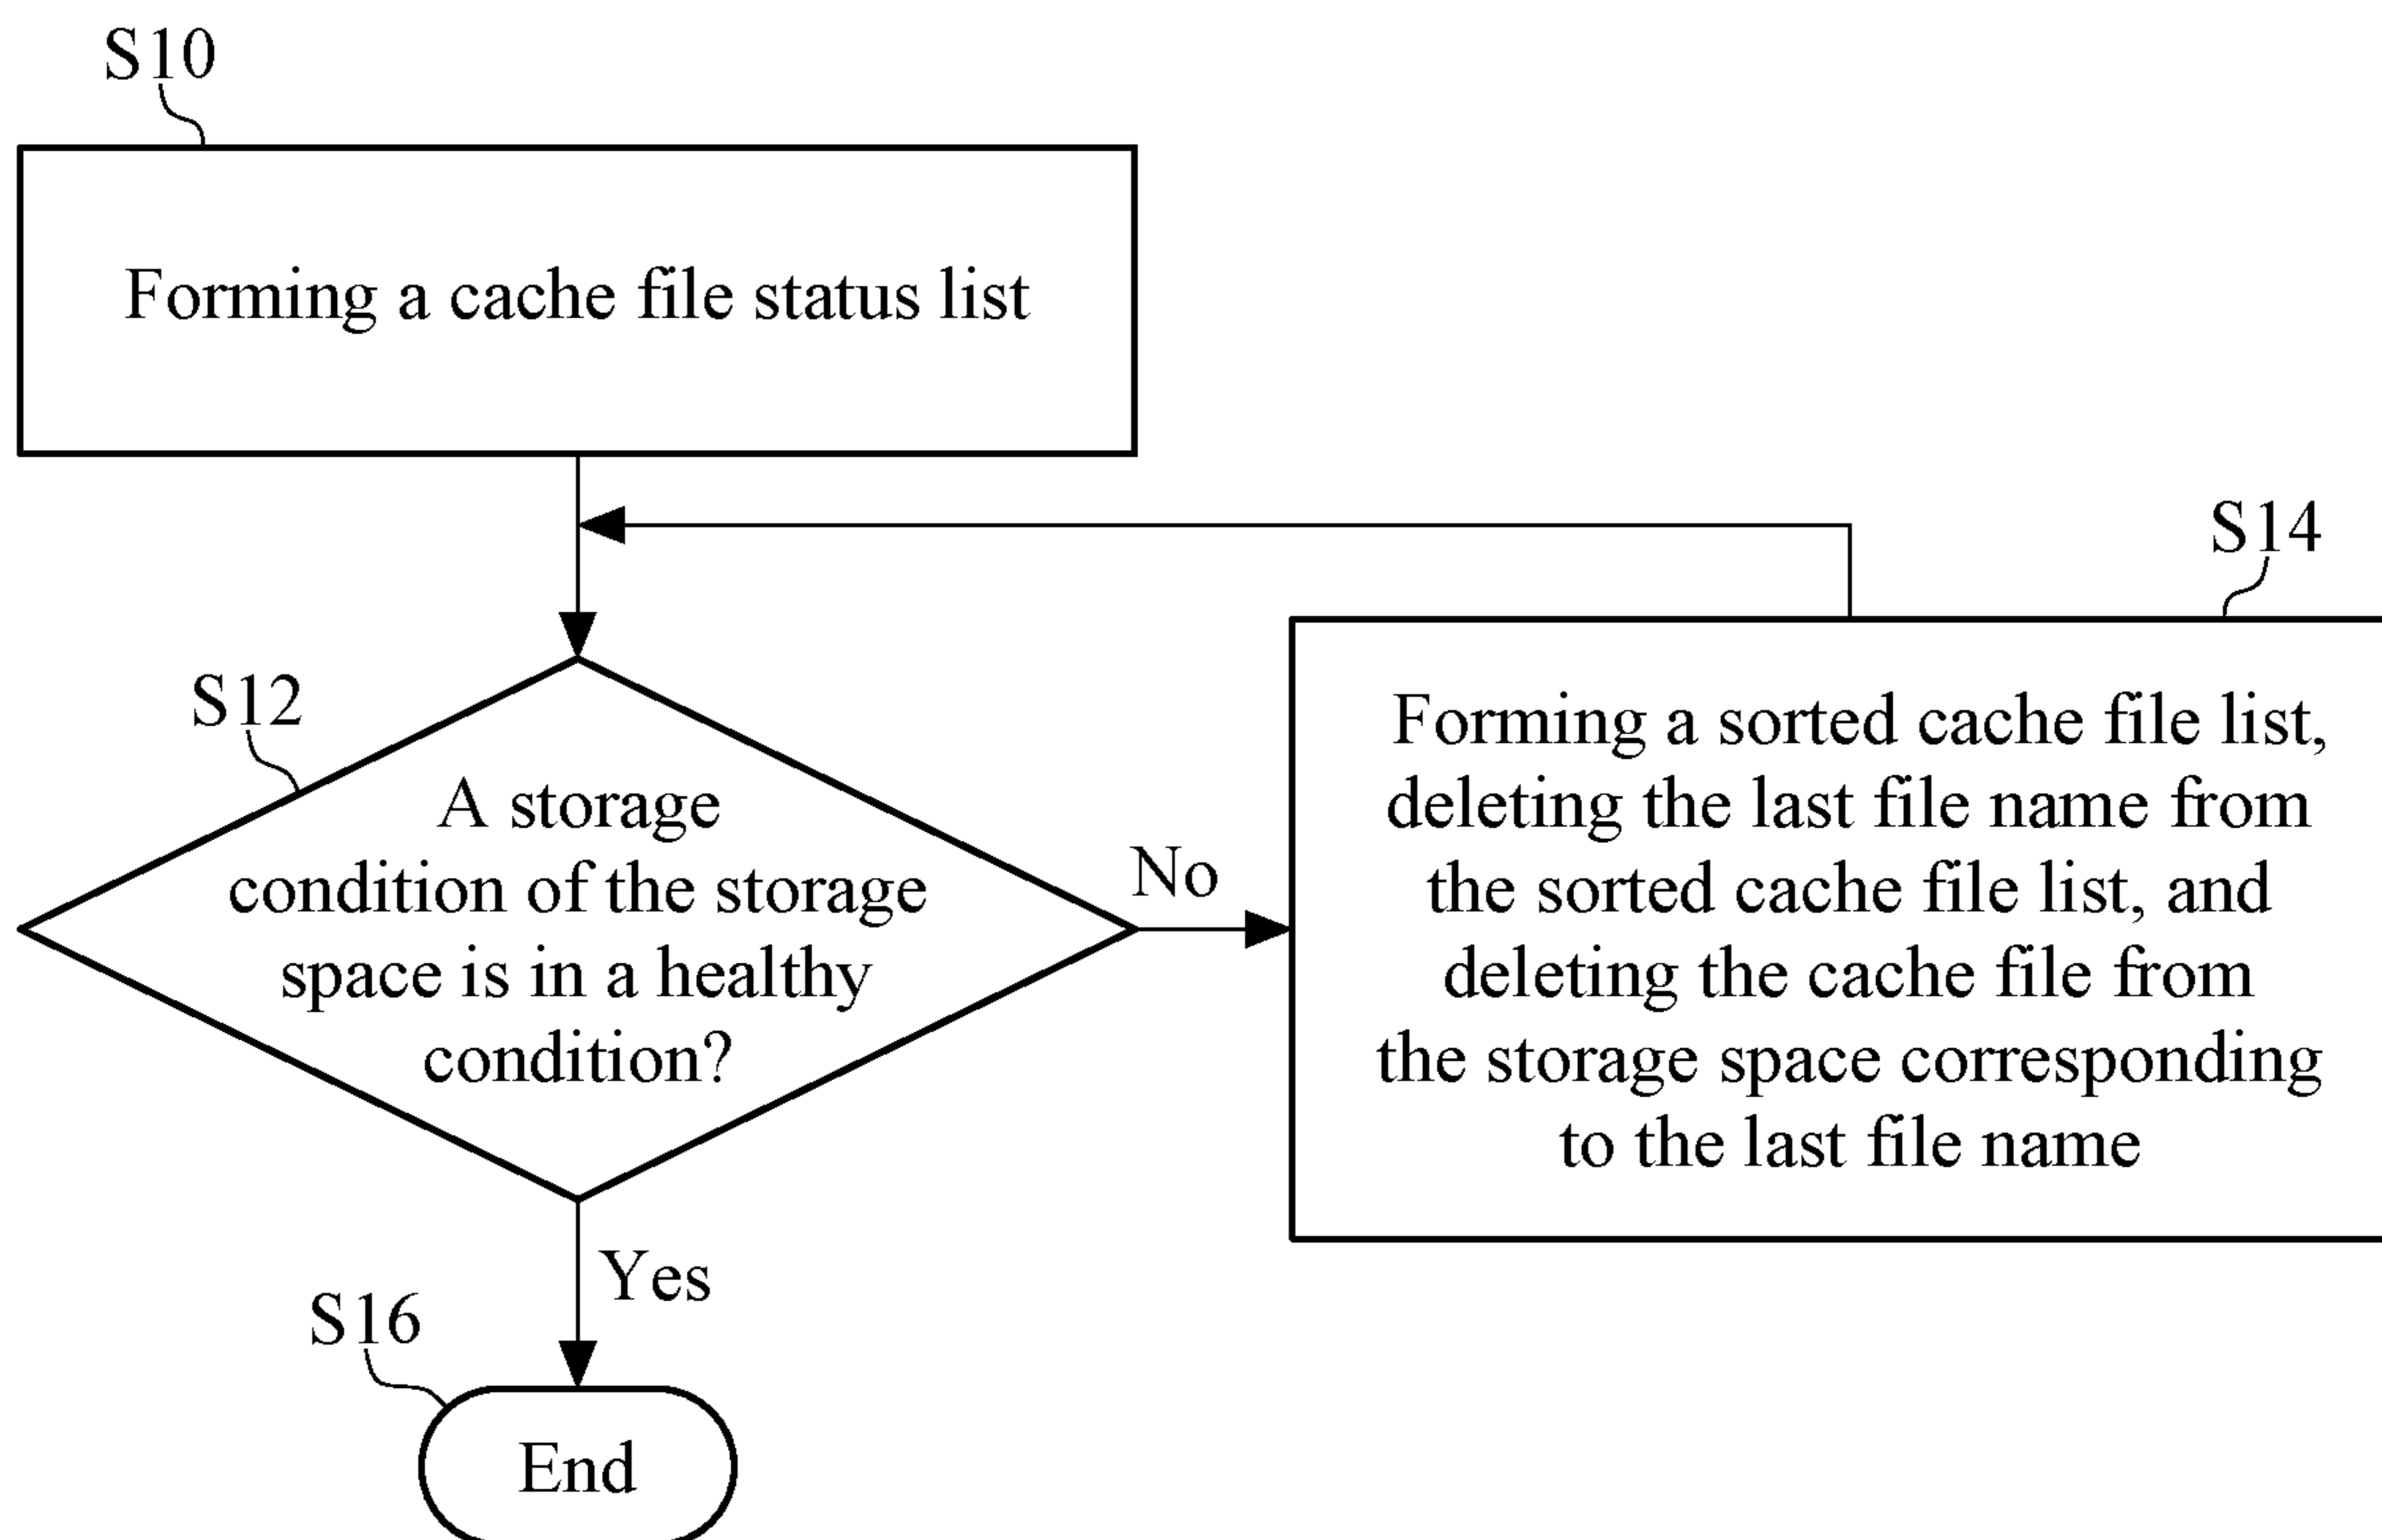 S10
Forming a cache file status list
S14
S12
A storage
condition of the storage
space is in a healthy
condition?
No
Forming a sorted cache file list,
deleting the last file name from
the sorted cache file list, and
deleting the cache file from
the storage space corresponding
to the last file name
Yes
S16
End